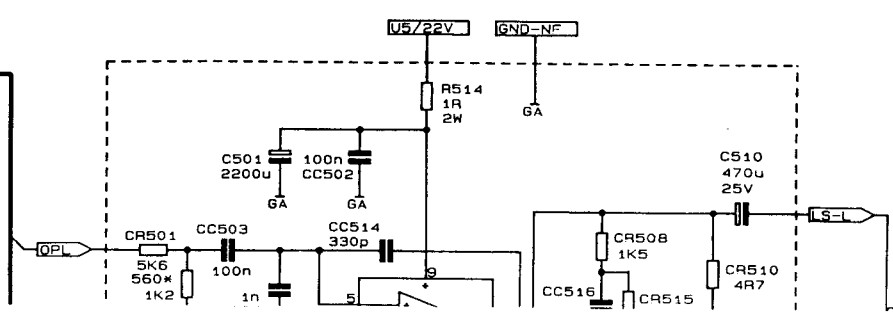 U5/22V
GND-NF
R514
1R
2W
GA
C501
2200u
100n
CC502
GA
GA
C510
470u
25V
LS-L
OPL
CR501
5K6
560*
1K2
CC503
100n
CC514
330p
1n
5
9
+
+
CR508
1K5
CC516
CR515
CR510
4R7